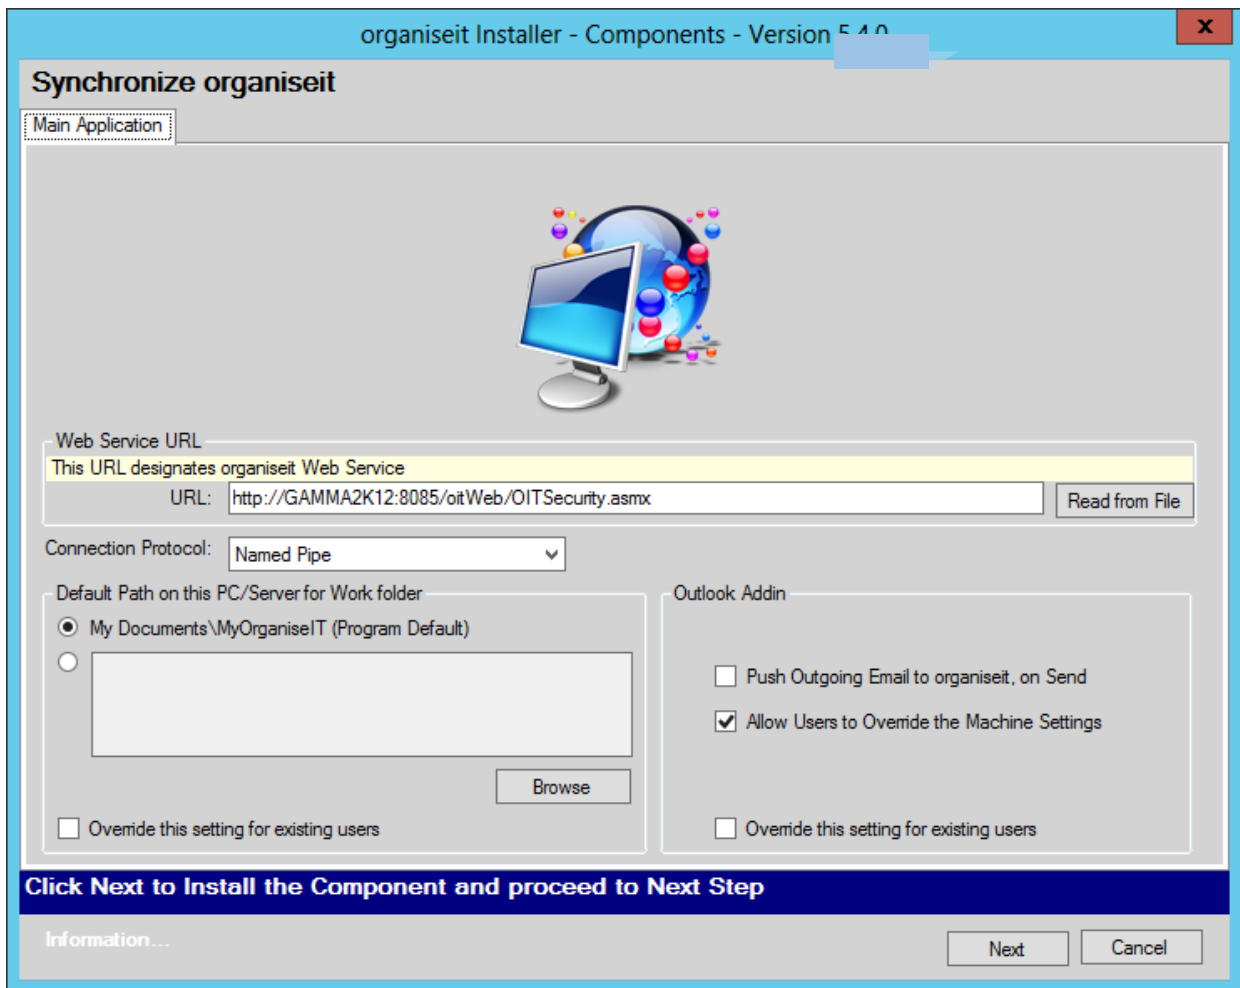 organiseit Installer - Components - Version 5.4.0
X
Synchronize organiseit
Main Application
Web Service URL
This URL designates organiseit Web Service
URL: http://GAMMA2K12:8085/oitWeb/OITSecurity.asmx Read from File
Connection Protocol: Named Pipe
Default Path on this PC/Server for Work folder
My Documents\MyOrganiseIT (Program Default)
Browse
Override this setting for existing users
Outlook Addin
Push Outgoing Email to organiseit, on Send
Allow Users to Override the Machine Settings
Override this setting for existing users
Click Next to Install the Component and proceed to Next Step
Information...
Next Cancel